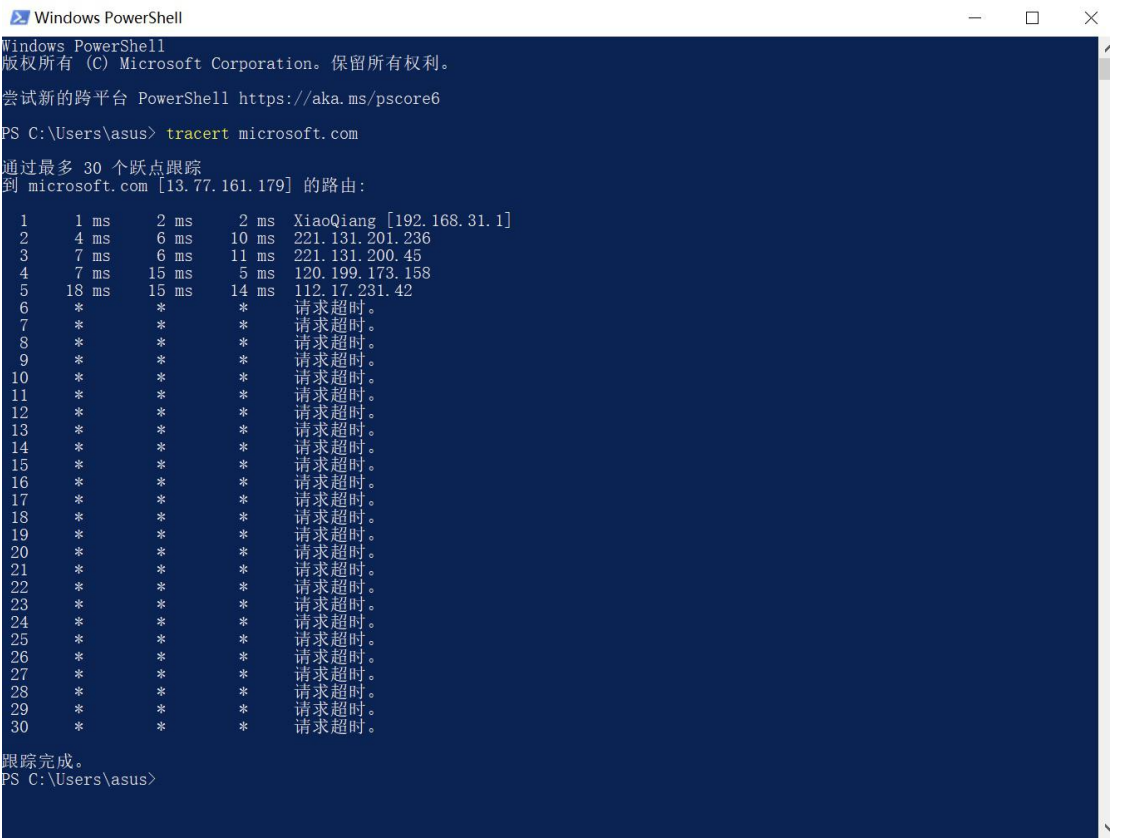 Windows PowerShell
Windows PowerShell
版权所有 (C) Microsoft Corporation。保留所有权利。
尝试新的跨平台 PowerShell https://aka.ms/pscore6
PS C:\Users\asus> tracert microsoft.com
通过最多 30 个跃点跟踪
到 microsoft.com [13.77.161.179] 的路由:
1 1 ms 2 ms 2 ms XiaoQiang [192.168.31.1]
2 4 ms 6 ms 10 ms 221.131.201.236
3 7 ms 6 ms 11 ms 221.131.200.45
4 7 ms 15 ms 5 ms 120.199.173.158
5 18 ms 15 ms 14 ms 112.17.231.42
6 * * * 请求超时。
7 * * * 请求超时。
8 * * * 请求超时。
9 * * * 请求超时。
10 * * * 请求超时。
11 * * * 请求超时。
12 * * * 请求超时。
13 * * * 请求超时。
14 * * * 请求超时。
15 * * * 请求超时。
16 * * * 请求超时。
17 * * * 请求超时。
18 * * * 请求超时。
19 * * * 请求超时。
20 * * * 请求超时。
21 * * * 请求超时。
22 * * * 请求超时。
23 * * * 请求超时。
24 * * * 请求超时。
25 * * * 请求超时。
26 * * * 请求超时。
27 * * * 请求超时。
28 * * * 请求超时。
29 * * * 请求超时。
30 * * * 请求超时。
跟踪完成。
PS C:\Users\asus>